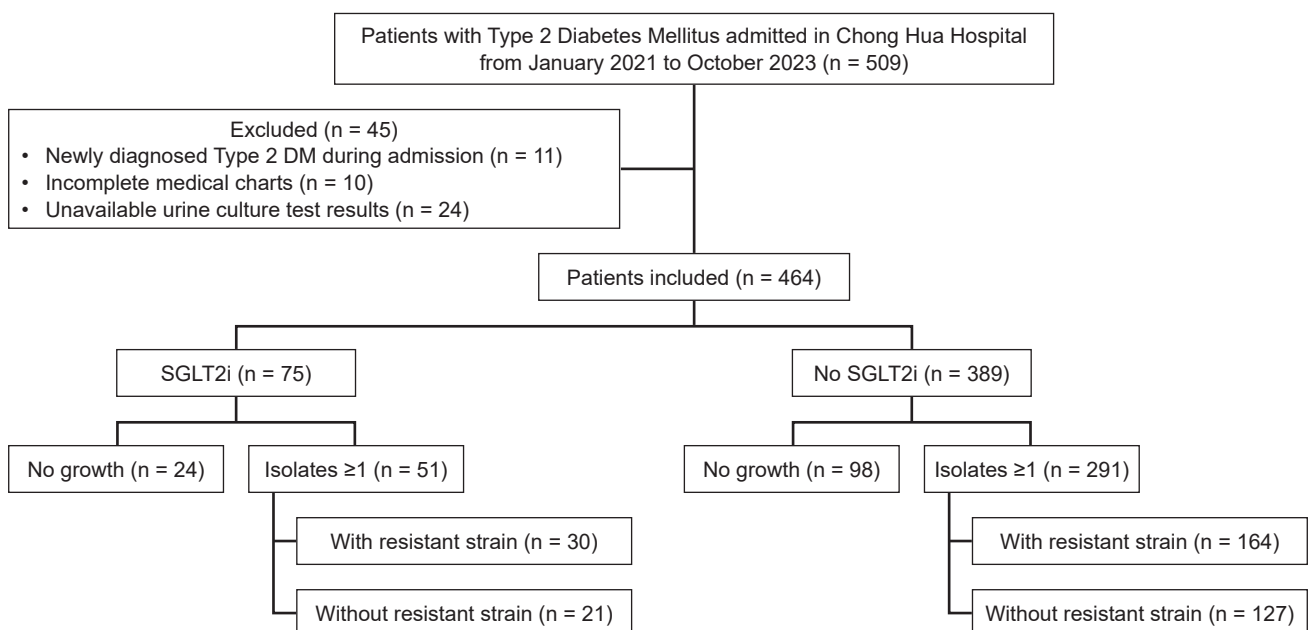 Patients with Type 2 Diabetes Mellitus admitted in Chong Hua Hospital
from January 2021 to October 2023 (n = 509)
Excluded (n = 45)
• Newly diagnosed Type 2 DM during admission (n = 11)
• Incomplete medical charts (n = 10)
• Unavailable urine culture test results (n = 24)
Patients included (n = 464)
SGLT2i (n = 75)
No SGLT2i (n = 389)
No growth (n = 24)
Isolates ≥1 (n = 51)
No growth (n = 98)
Isolates ≥1 (n = 291)
With resistant strain (n = 30)
With resistant strain (n = 164)
Without resistant strain (n = 21)
Without resistant strain (n = 127)